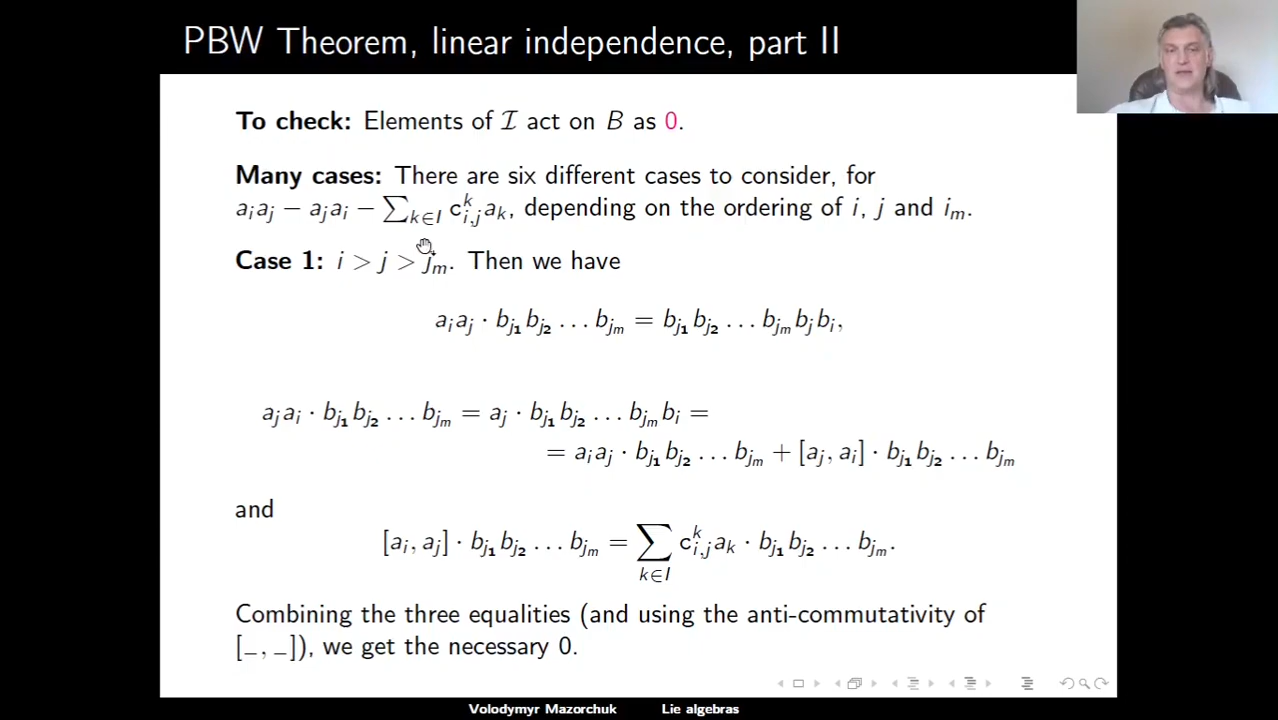 PBW Theorem, linear independence, part II
To check: Elements of ℐ act on B as 0.
Many cases: There are six different cases to consider, for
a_i a_j − a_j a_i − ∑_{k∈I} c^k_{i,j} a_k, depending on the ordering of i, j and i_m.
Case 1: i > j > j_m. Then we have
a_i a_j · b_{j_1} b_{j_2} … b_{j_m} = b_{j_1} b_{j_2} … b_{j_m} b_j b_i,
a_j a_i · b_{j_1} b_{j_2} … b_{j_m} = a_j · b_{j_1} b_{j_2} … b_{j_m} b_i =
= a_i a_j · b_{j_1} b_{j_2} … b_{j_m} + [a_j, a_i] · b_{j_1} b_{j_2} … b_{j_m}
and
[a_i, a_j] · b_{j_1} b_{j_2} … b_{j_m} = ∑_{k∈I} c^k_{i,j} a_k · b_{j_1} b_{j_2} … b_{j_m}.
Combining the three equalities (and using the anti-commutativity of
[_, _]), we get the necessary 0.
Volodymyr Mazorchuk Lie algebras